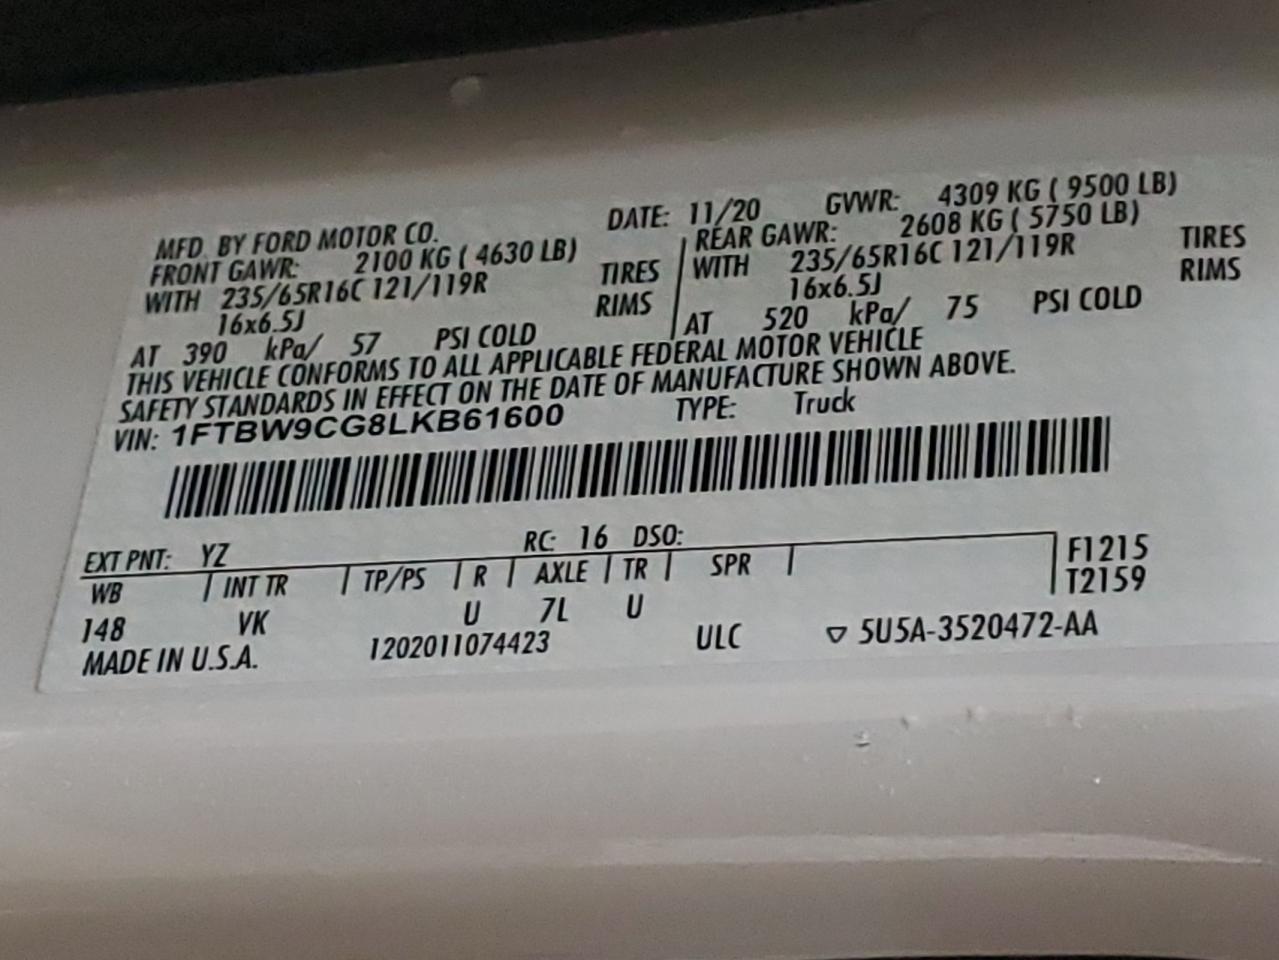 MFD. BY FORD MOTOR CO. DATE: 11/20 GVWR: 4309 KG ( 9500 LB)
FRONT GAWR: 2100 KG ( 4630 LB) REAR GAWR: 2608 KG ( 5750 LB)
WITH 235/65R16C 121/119R TIRES WITH 235/65R16C 121/119R TIRES
16x6.5J RIMS 16x6.5J RIMS
AT 390 kPa/ 57 PSI COLD AT 520 kPa/ 75 PSI COLD
THIS VEHICLE CONFORMS TO ALL APPLICABLE FEDERAL MOTOR VEHICLE
SAFETY STANDARDS IN EFFECT ON THE DATE OF MANUFACTURE SHOWN ABOVE.
VIN: 1FTBW9CG8LKB61600 TYPE: Truck
EXT PNT: YZ RC: 16 DSO:
WB INT TR TP/PS R AXLE TR SPR F1215
T2159
148 VK U 7L U
MADE IN U.S.A. 1202011074423 ULC ▽ 5U5A-3520472-AA